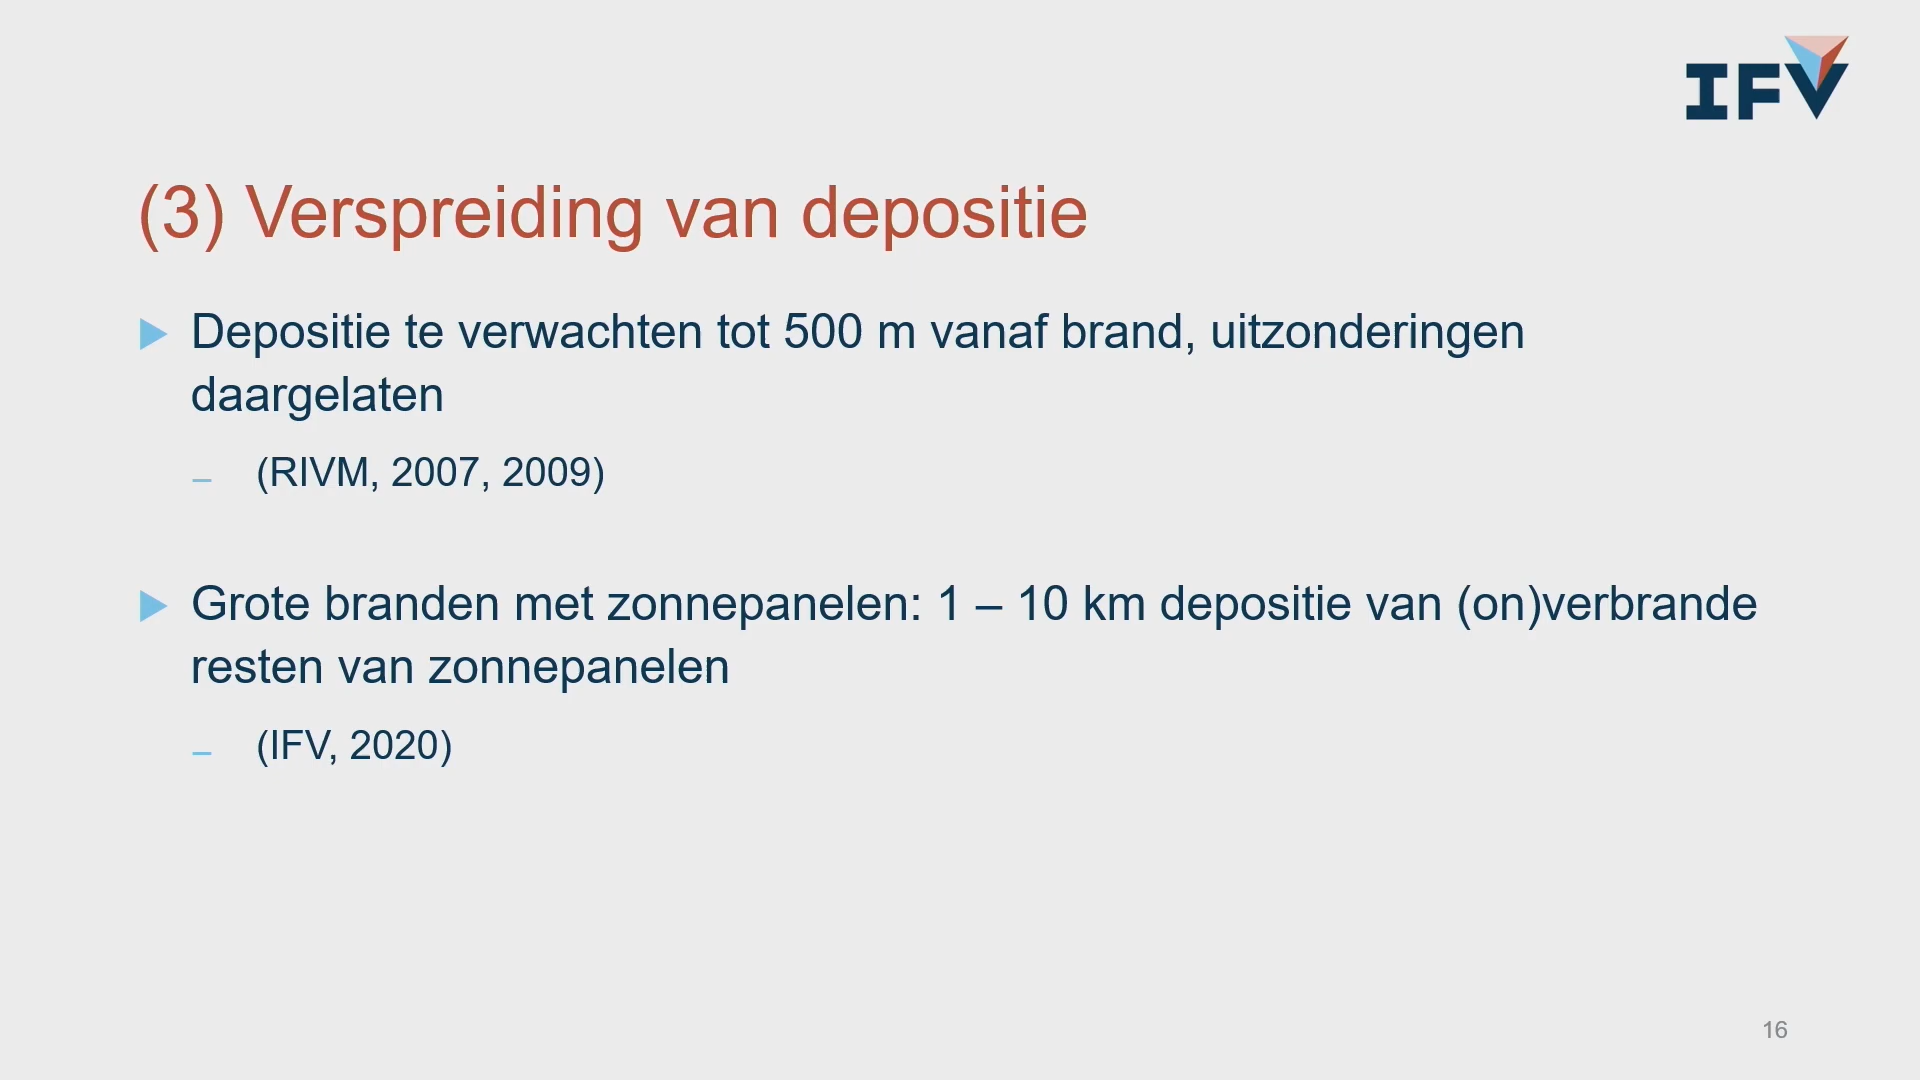 IFV
(3) Verspreiding van depositie
Depositie te verwachten tot 500 m vanaf brand, uitzonderingen
daargelaten
– (RIVM, 2007, 2009)
Grote branden met zonnepanelen: 1 – 10 km depositie van (on)verbrande
resten van zonnepanelen
– (IFV, 2020)
16